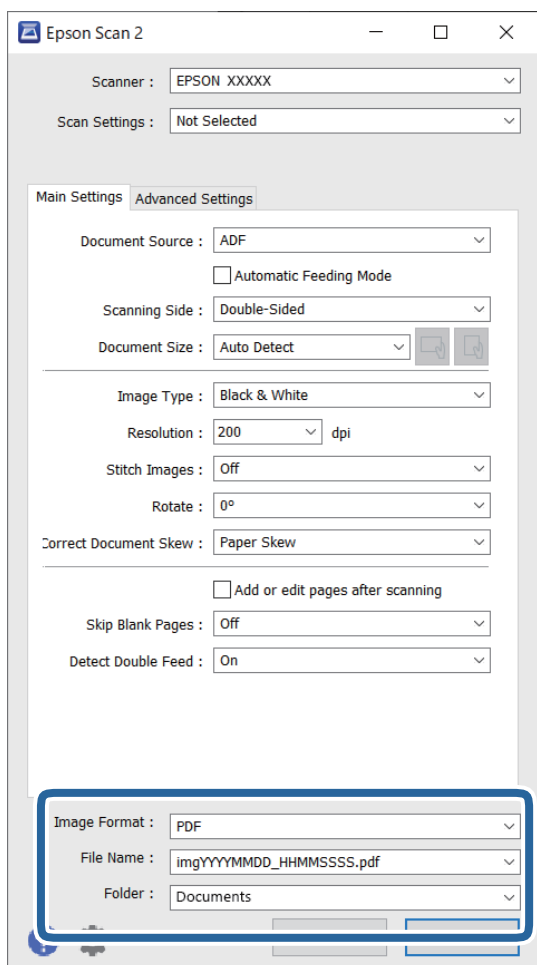 Epson Scan 2
Scanner : EPSON XXXXX
Scan Settings : Not Selected
Main Settings Advanced Settings
Document Source : ADF
Automatic Feeding Mode
Scanning Side : Double-Sided
Document Size : Auto Detect
Image Type : Black & White
Resolution : 200 dpi
Stitch Images : Off
Rotate : 0°
Correct Document Skew : Paper Skew
Add or edit pages after scanning
Skip Blank Pages : Off
Detect Double Feed : On
Image Format : PDF
File Name : imgYYYYMMDD_HHMMSSSS.pdf
Folder : Documents